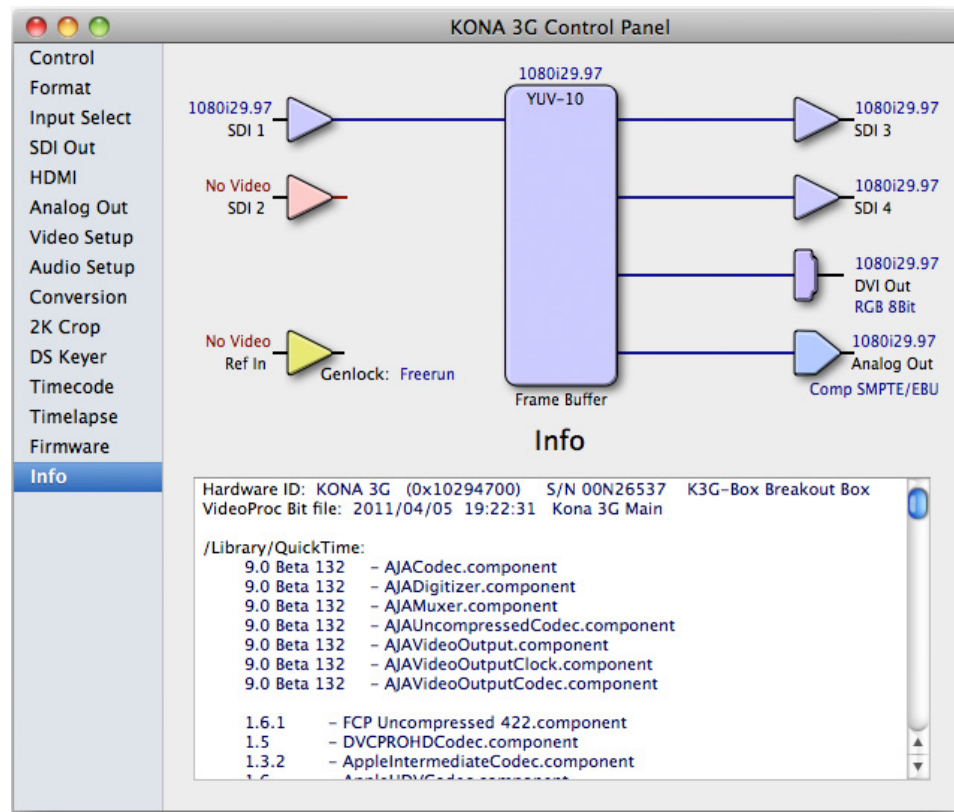 KONA 3G Control Panel
Control
Format
Input Select
SDI Out
HDMI
Analog Out
Video Setup
Audio Setup
Conversion
2K Crop
DS Keyer
Timecode
Timelapse
Firmware
Info
1080i29.97
SDI 1
No Video
SDI 2
No Video
Ref In
Genlock: Freerun
1080i29.97
YUV-10
Frame Buffer
1080i29.97
SDI 3
1080i29.97
SDI 4
1080i29.97
DVI Out
RGB 8Bit
1080i29.97
Analog Out
Comp SMPTE/EBU
Info
Hardware ID: KONA 3G (0x10294700) S/N 00N26537 K3G-Box Breakout Box
VideoProc Bit file: 2011/04/05 19:22:31 Kona 3G Main
/Library/QuickTime:
9.0 Beta 132 - AJACodec.component
9.0 Beta 132 - AJADigitizer.component
9.0 Beta 132 - AJAMuxer.component
9.0 Beta 132 - AJAUncompressedCodec.component
9.0 Beta 132 - AJAVideoOutput.component
9.0 Beta 132 - AJAVideoOutputClock.component
9.0 Beta 132 - AJAVideoOutputCodec.component
1.6.1 - FCP Uncompressed 422.component
1.5 - DVCPROHDCodec.component
1.3.2 - AppleIntermediateCodec.component